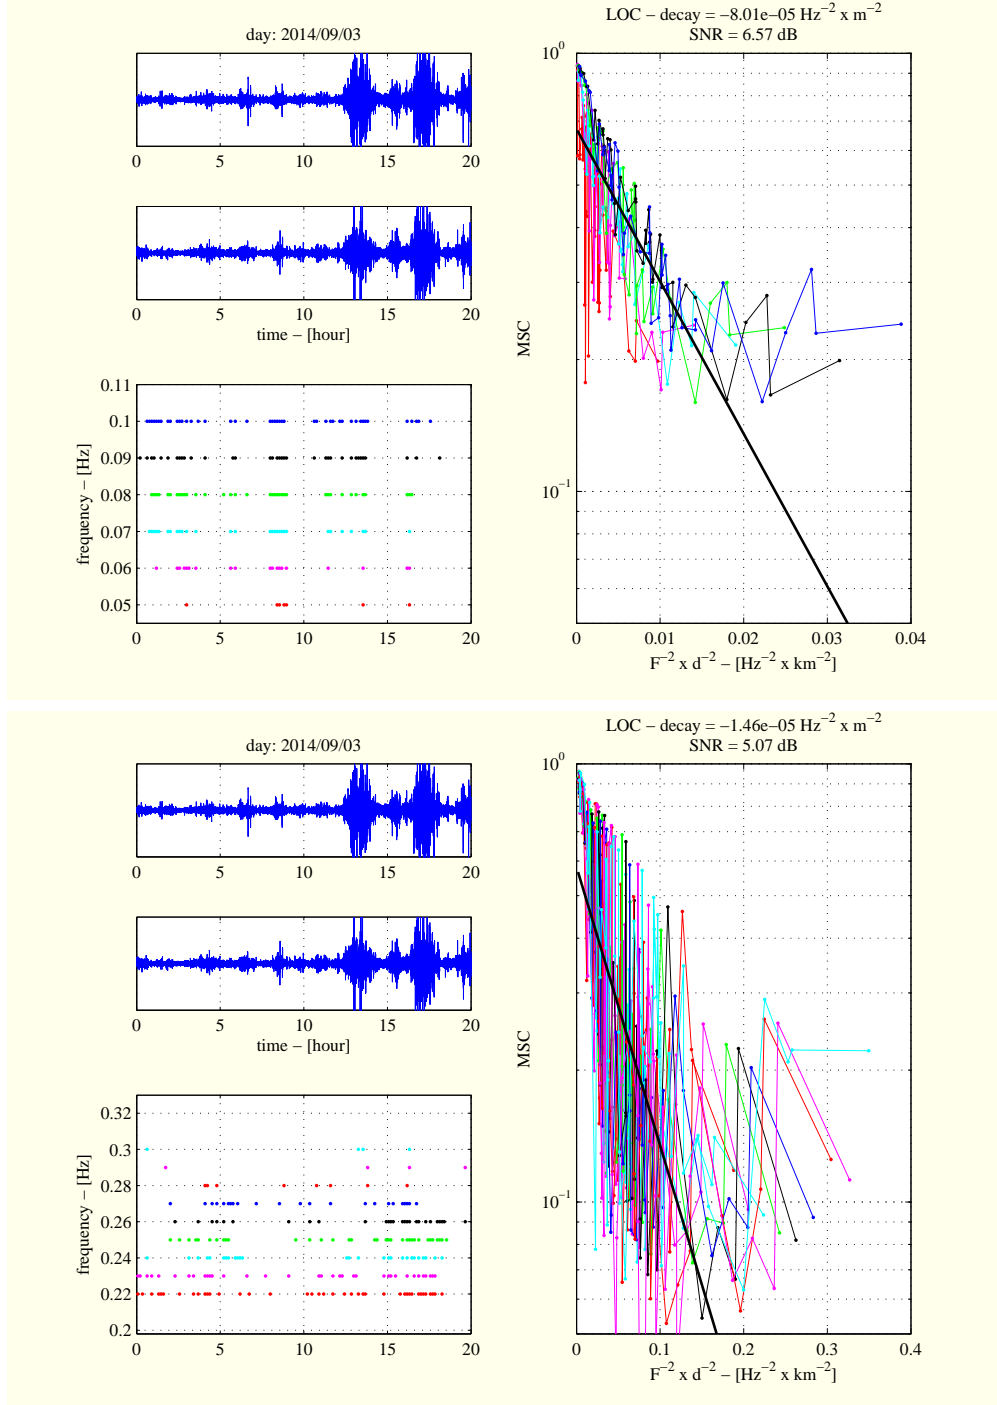 LOC − decay = −8.01e−05 Hz⁻² x m⁻²
SNR = 6.57 dB
day: 2014/09/03
0 5 10 15 20
0 5 10 15 20
time − [hour]
0.11
0.1
0.09
0.08
0.07
0.06
0.05
frequency − [Hz]
0 5 10 15 20
10⁰
10⁻¹
MSC
0 0.01 0.02 0.03 0.04
F⁻² x d⁻² − [Hz⁻² x km⁻²]
LOC − decay = −1.46e−05 Hz⁻² x m⁻²
SNR = 5.07 dB
day: 2014/09/03
0 5 10 15 20
0 5 10 15 20
time − [hour]
0.32
0.3
0.28
0.26
0.24
0.22
0.2
frequency − [Hz]
0 5 10 15 20
10⁰
10⁻¹
MSC
0 0.1 0.2 0.3 0.4
F⁻² x d⁻² − [Hz⁻² x km⁻²]